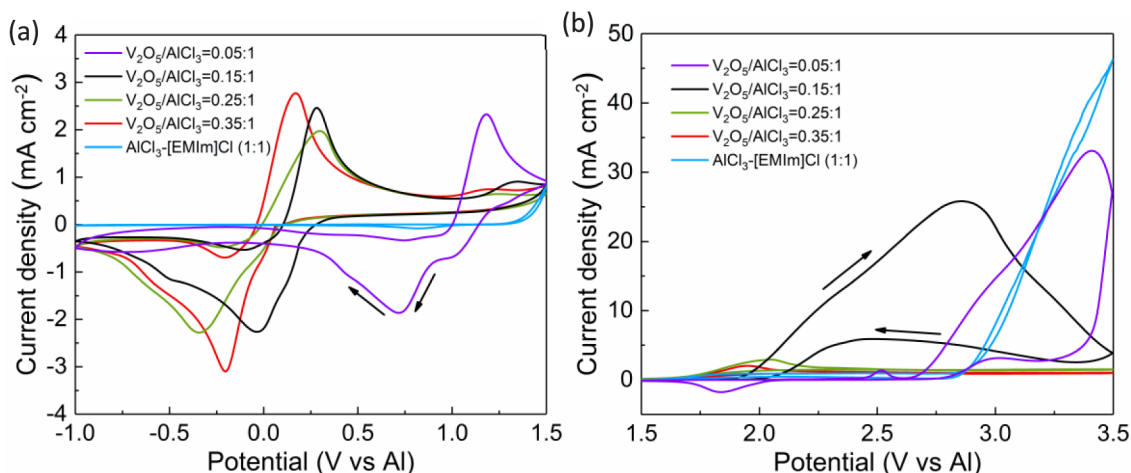 (a)
Current density (mA cm⁻²)
4
3
2
1
0
-1
-2
-3
-4
V₂O₅/AlCl₃=0.05:1
V₂O₅/AlCl₃=0.15:1
V₂O₅/AlCl₃=0.25:1
V₂O₅/AlCl₃=0.35:1
AlCl₃-[EMIm]Cl (1:1)
-1.0 -0.5 0.0 0.5 1.0 1.5
Potential (V vs Al)
(b)
Current density (mA cm⁻²)
50
40
30
20
10
0
V₂O₅/AlCl₃=0.05:1
V₂O₅/AlCl₃=0.15:1
V₂O₅/AlCl₃=0.25:1
V₂O₅/AlCl₃=0.35:1
AlCl₃-[EMIm]Cl (1:1)
1.5 2.0 2.5 3.0 3.5
Potential (V vs Al)